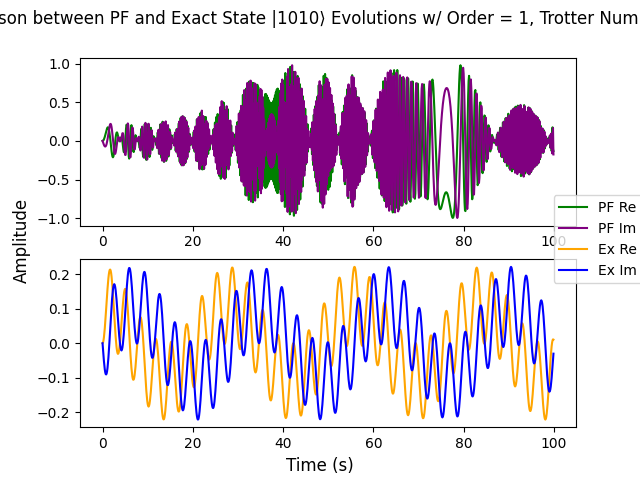 son between PF and Exact State |1010⟩ Evolutions w/ Order = 1, Trotter Num
1.0
0.5
0.0
−0.5
−1.0
0 20 40 60 80 100
PF Re
PF Im
Ex Re
Ex Im
Amplitude
0.2
0.1
0.0
−0.1
−0.2
0 20 40 60 80 100
Time (s)